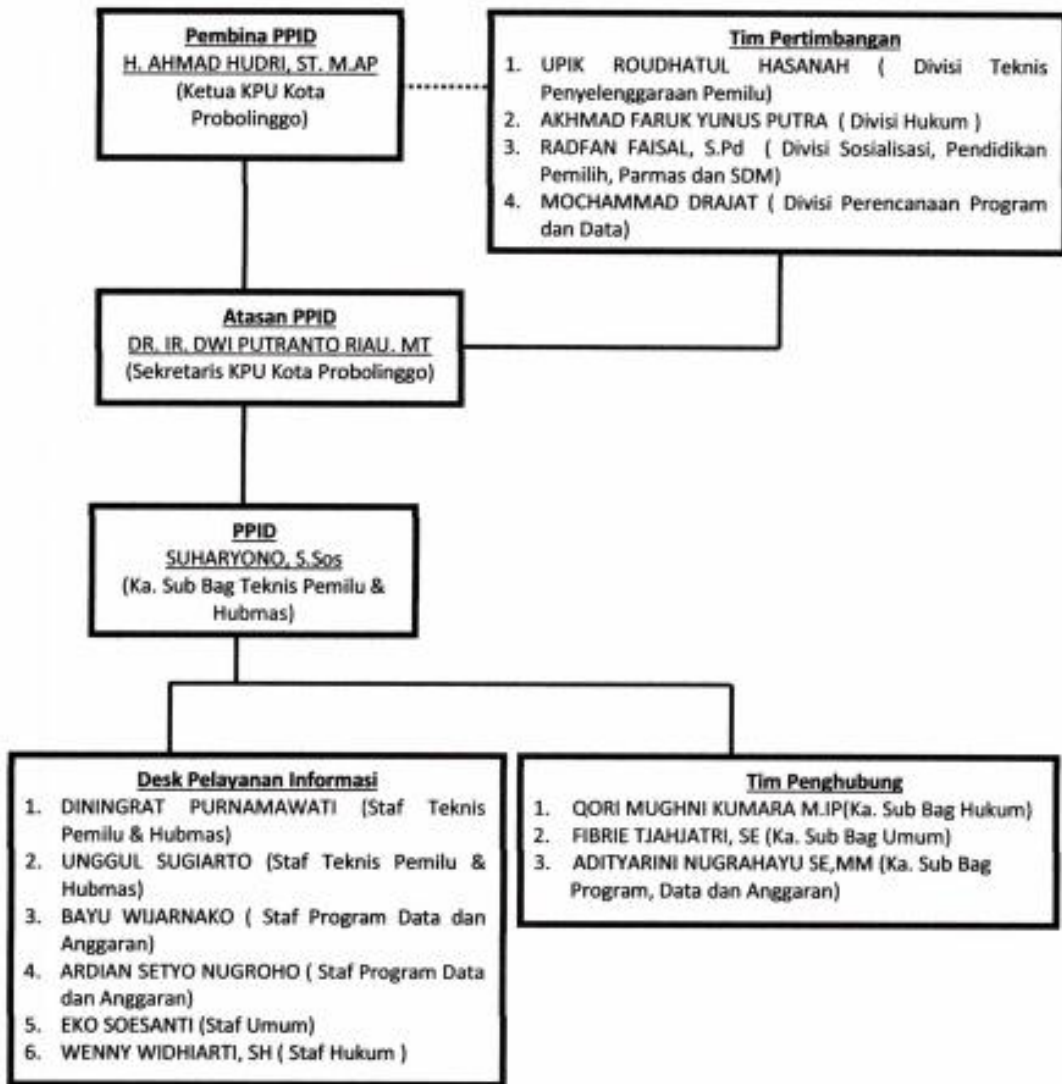 Pembina PPID
H. AHMAD HUDRI, ST. M.AP
(Ketua KPU Kota
Probolinggo)
Tim Pertimbangan
1. UPIK ROUDHATUL HASANAH ( Divisi Teknis
Penyelenggaraan Pemilu)
2. AKHMAD FARUK YUNUS PUTRA ( Divisi Hukum )
3. RADFAN FAISAL, S.Pd ( Divisi Sosialisasi, Pendidikan
Pemilih, Parmas dan SDM)
4. MOCHAMMAD DRAJAT ( Divisi Perencanaan Program
dan Data)
Atasan PPID
DR. IR. DWI PUTRANTO RIAU. MT
(Sekretaris KPU Kota Probolinggo)
PPID
SUHARYONO, S.Sos
(Ka. Sub Bag Teknis Pemilu &
Hubmas)
Desk Pelayanan Informasi
1. DININGRAT PURNAMAWATI (Staf Teknis
Pemilu & Hubmas)
2. UNGGUL SUGIARTO (Staf Teknis Pemilu &
Hubmas)
3. BAYU WIJARNAKO ( Staf Program Data dan
Anggaran)
4. ARDIAN SETYO NUGROHO ( Staf Program Data
dan Anggaran)
5. EKO SOESANTI (Staf Umum)
6. WENNY WIDHIARTI, SH ( Staf Hukum )
Tim Penghubung
1. QORI MUGHNI KUMARA M.IP(Ka. Sub Bag Hukum)
2. FIBRIE TJAHJATRI, SE (Ka. Sub Bag Umum)
3. ADITYARINI NUGRAHAYU SE,MM (Ka. Sub Bag
Program, Data dan Anggaran)